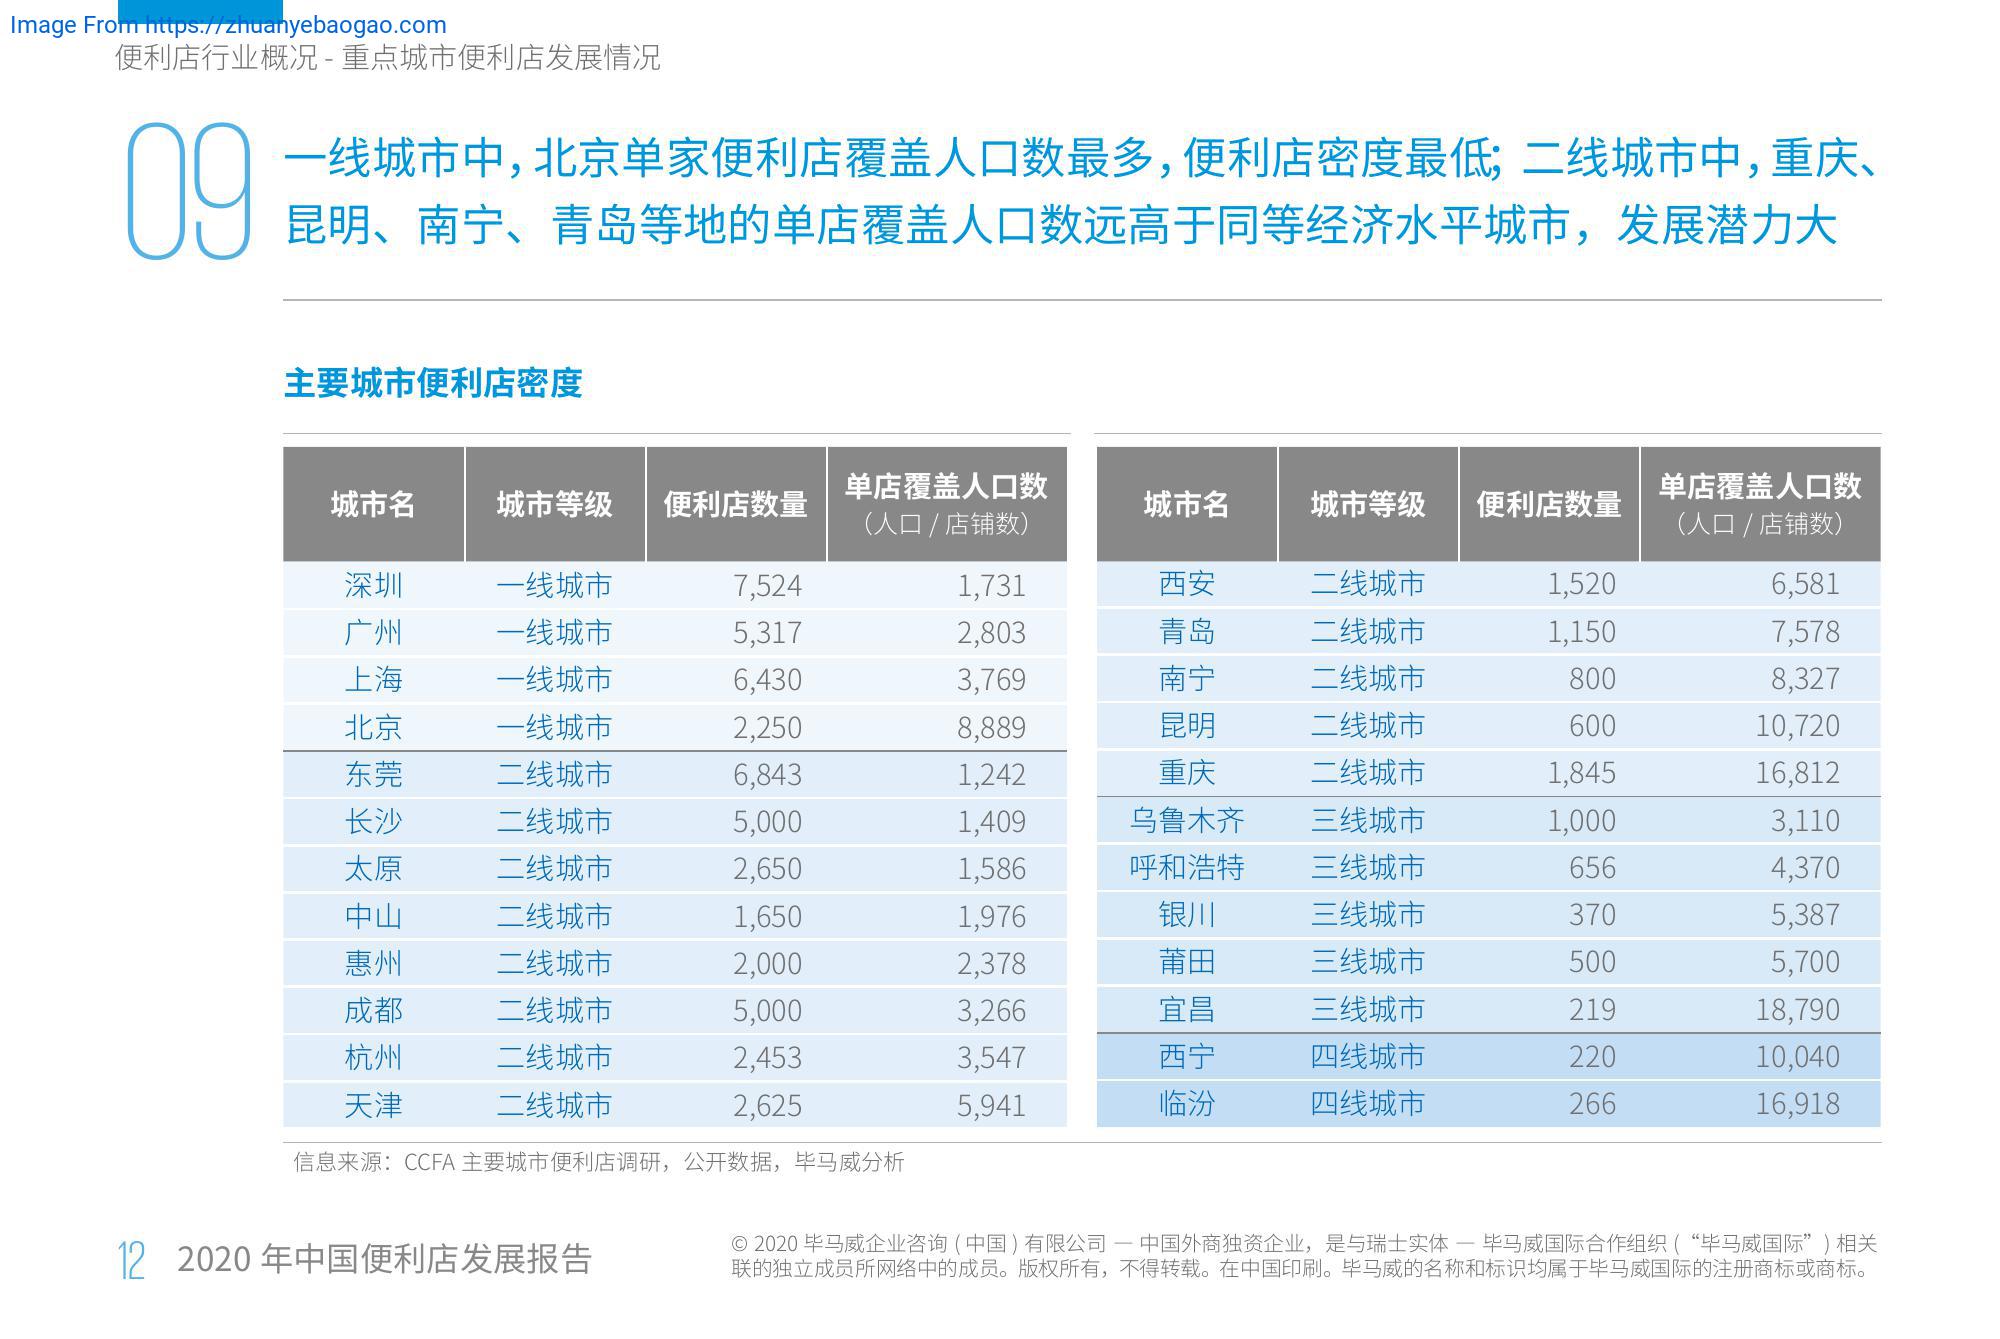 Image From https://zhuanyebaogao.com
便利店行业概况 - 重点城市便利店发展情况
09
一线城市中，北京单家便利店覆盖人口数最多，便利店密度最低；二线城市中，重庆、
昆明、南宁、青岛等地的单店覆盖人口数远高于同等经济水平城市，发展潜力大
主要城市便利店密度
城市名 城市等级 便利店数量 单店覆盖人口数
（人口 / 店铺数）
深圳 一线城市 7,524 1,731
广州 一线城市 5,317 2,803
上海 一线城市 6,430 3,769
北京 一线城市 2,250 8,889
东莞 二线城市 6,843 1,242
长沙 二线城市 5,000 1,409
太原 二线城市 2,650 1,586
中山 二线城市 1,650 1,976
惠州 二线城市 2,000 2,378
成都 二线城市 5,000 3,266
杭州 二线城市 2,453 3,547
天津 二线城市 2,625 5,941
城市名 城市等级 便利店数量 单店覆盖人口数
（人口 / 店铺数）
西安 二线城市 1,520 6,581
青岛 二线城市 1,150 7,578
南宁 二线城市 800 8,327
昆明 二线城市 600 10,720
重庆 二线城市 1,845 16,812
乌鲁木齐 三线城市 1,000 3,110
呼和浩特 三线城市 656 4,370
银川 三线城市 370 5,387
莆田 三线城市 500 5,700
宜昌 三线城市 219 18,790
西宁 四线城市 220 10,040
临汾 四线城市 266 16,918
信息来源：CCFA 主要城市便利店调研，公开数据，毕马威分析
12 2020 年中国便利店发展报告
© 2020 毕马威企业咨询 ( 中国 ) 有限公司 — 中国外商独资企业，是与瑞士实体 — 毕马威国际合作组织 (“毕马威国际”) 相关
联的独立成员所网络中的成员。版权所有，不得转载。在中国印刷。毕马威的名称和标识均属于毕马威国际的注册商标或商标。